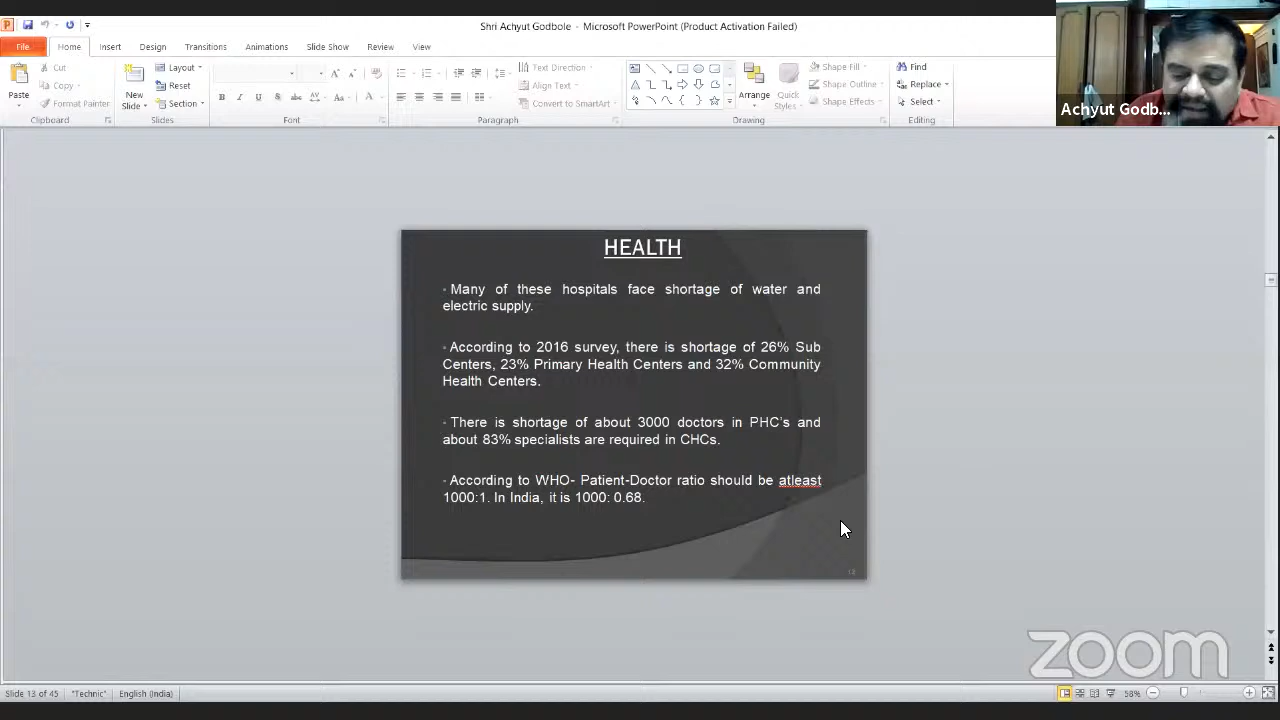 Shri Achyut Godbole - Microsoft PowerPoint (Product Activation Failed)
File Home Insert Design Transitions Animations Slide Show Review View
Paste
Cut
Copy
Format Painter
Clipboard
New Slide
Layout
Reset
Section
Slides
Font
Text Direction
Align Text
Convert to SmartArt
Paragraph
Arrange
Quick Styles
Shape Fill
Shape Outline
Shape Effects
Drawing
Find
Replace
Select
Editing
Achyut Godb...
HEALTH
Many of these hospitals face shortage of water and
electric supply.
According to 2016 survey, there is shortage of 26% Sub
Centers, 23% Primary Health Centers and 32% Community
Health Centers.
There is shortage of about 3000 doctors in PHC's and
about 83% specialists are required in CHCs.
According to WHO- Patient-Doctor ratio should be atleast
1000:1. In India, it is 1000: 0.68.
zoom
Slide 13 of 45 "Technic" English (India) 58%